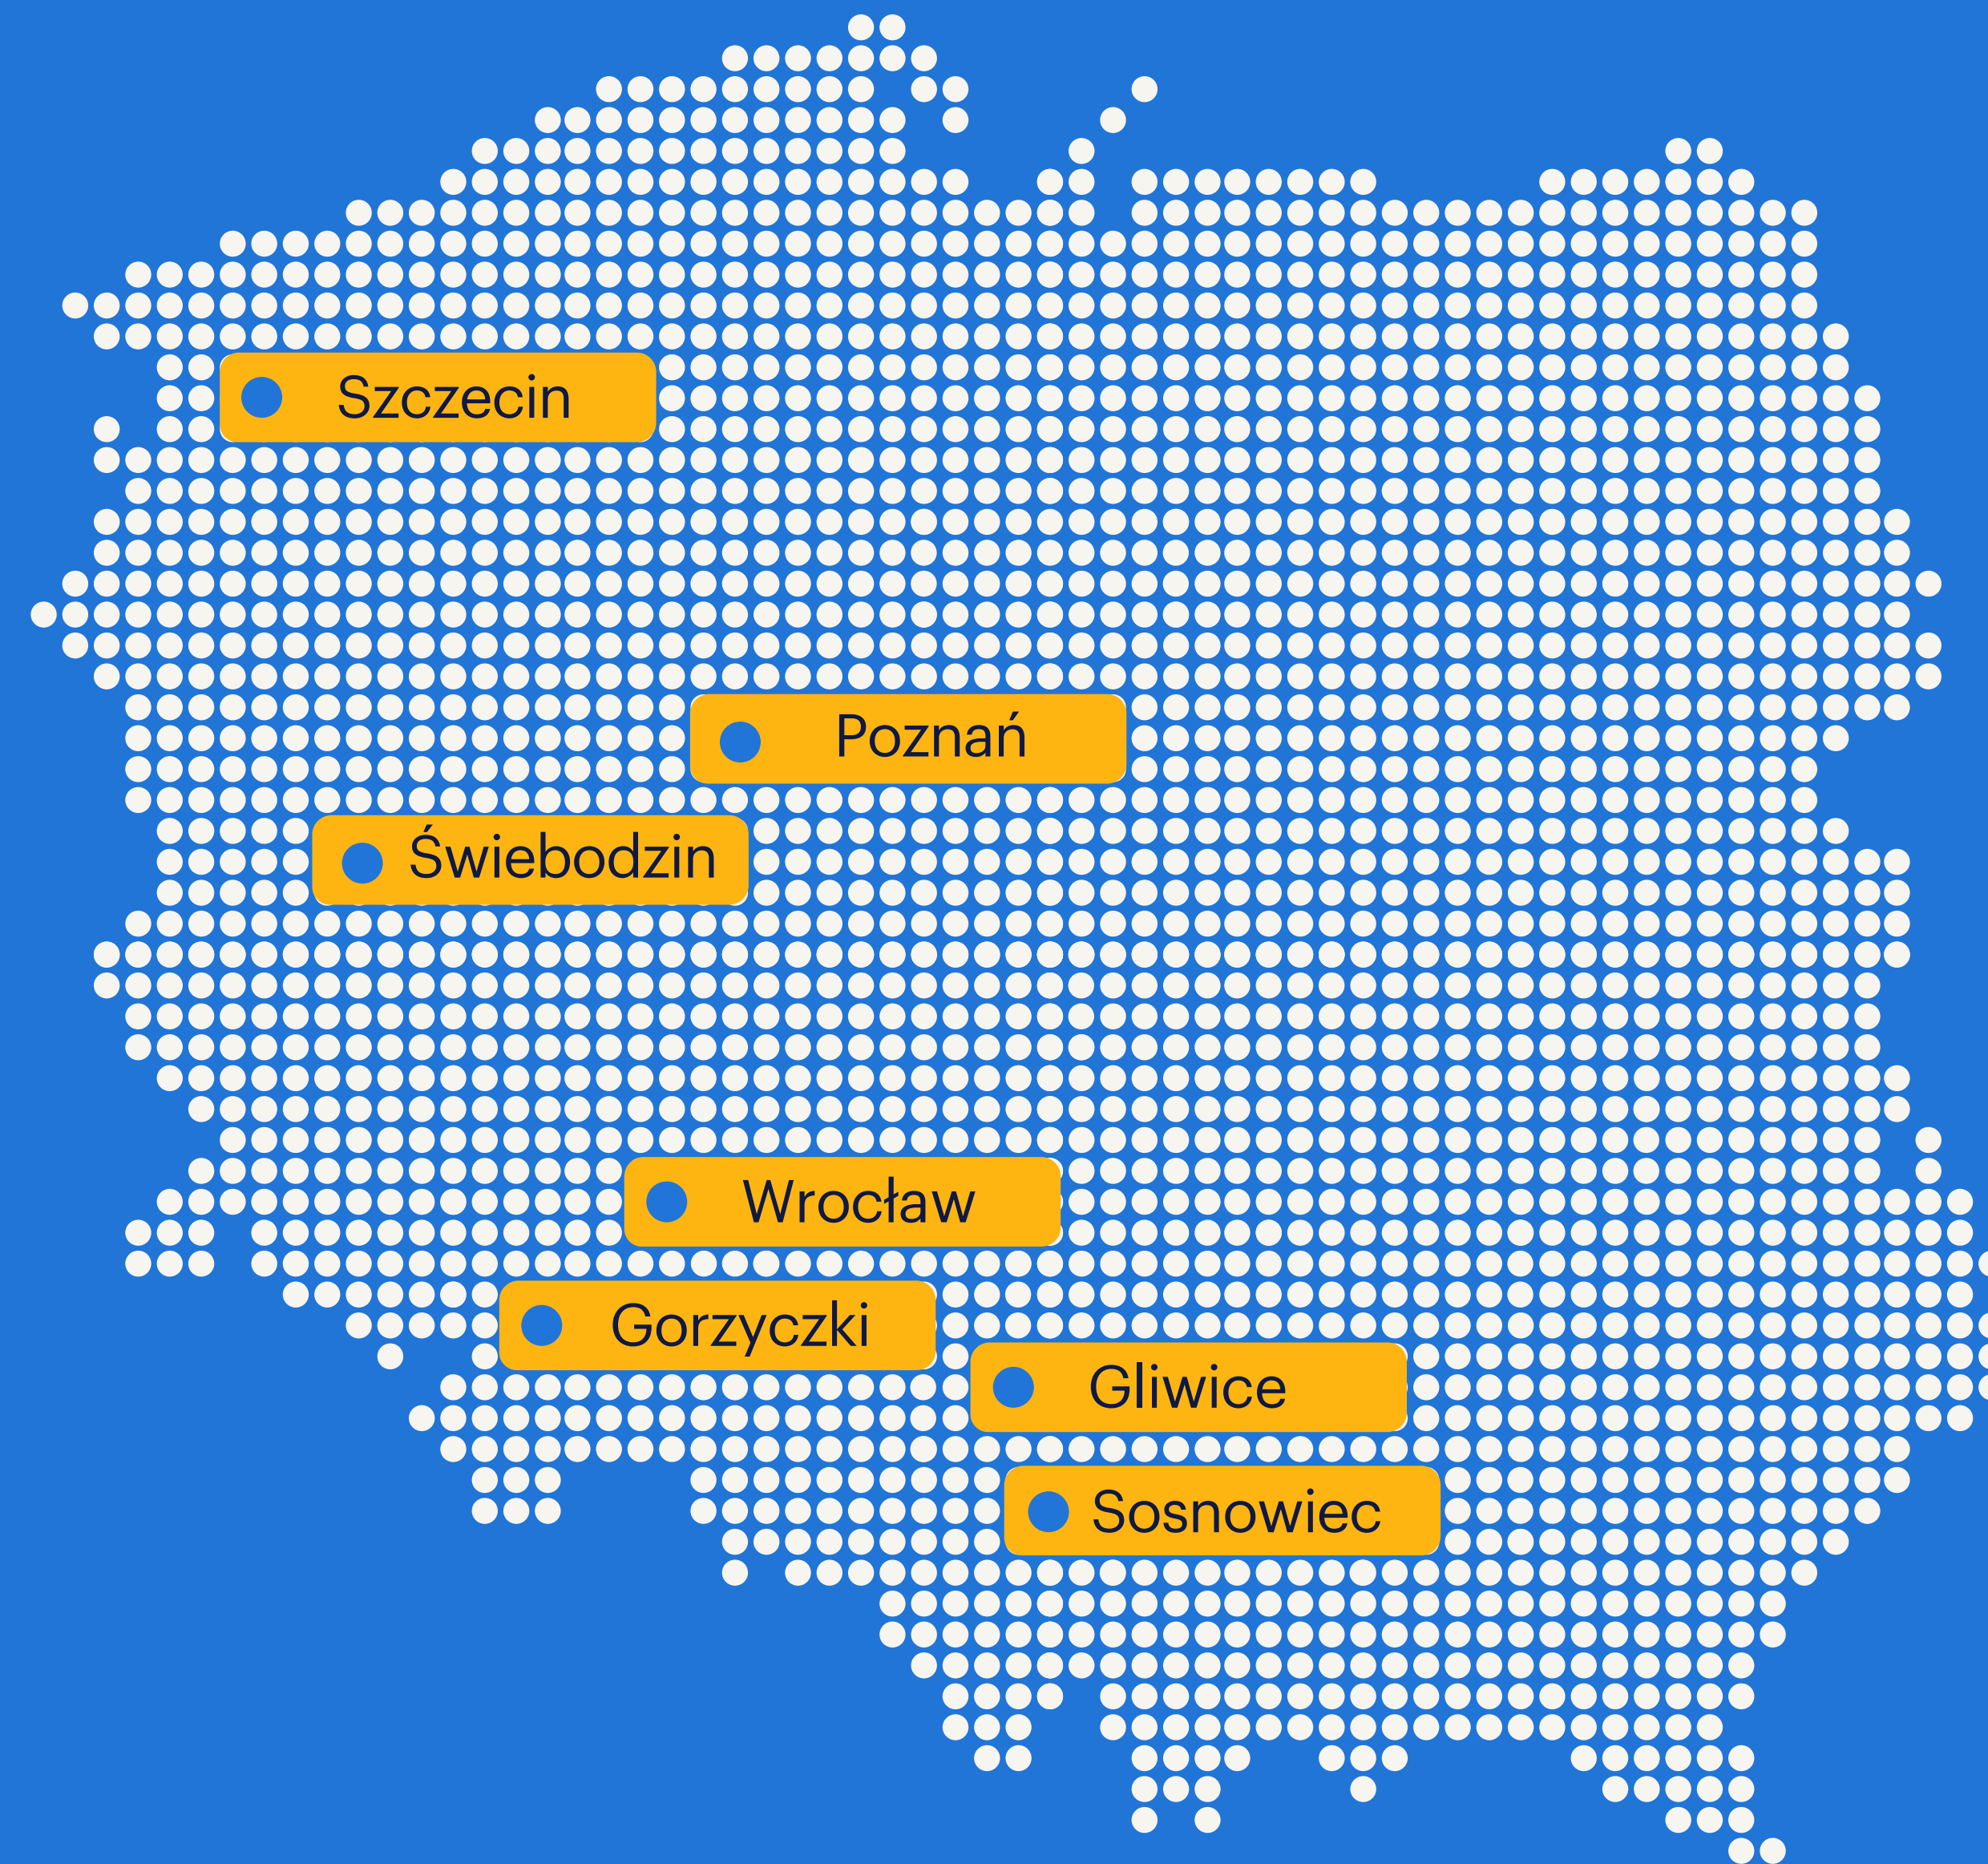 Szczecin
Poznań
Świebodzin
Wrocław
Gorzyczki
Gliwice
Sosnowiec